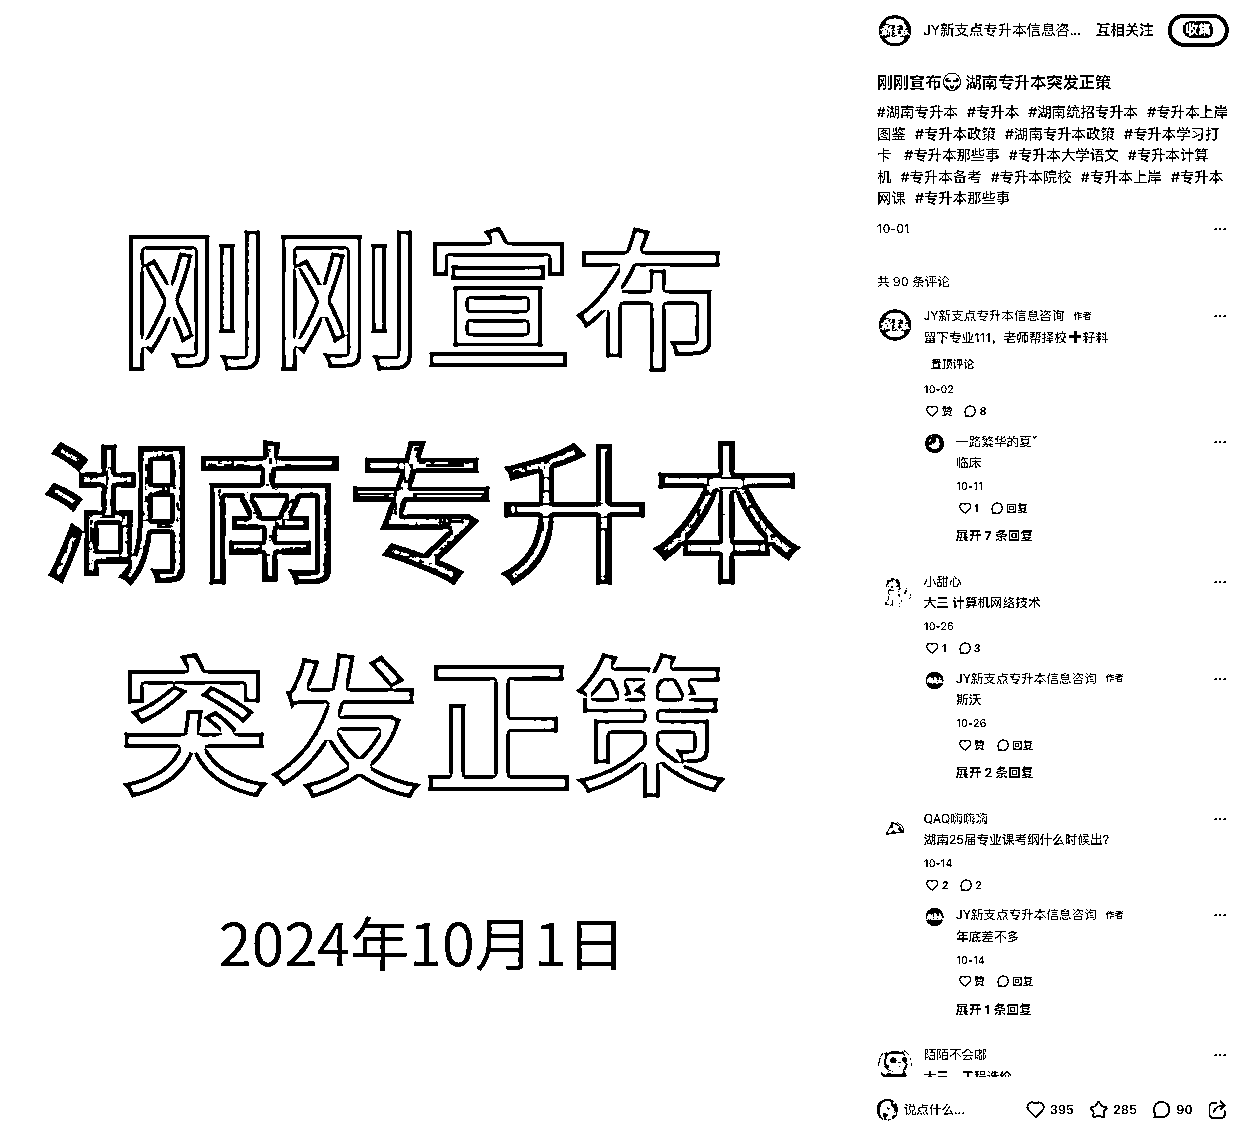 刚刚宣布
湖南专升本
突发正策
2024年10月1日
JY新支点专升本信息咨... 互相关注 收藏
刚刚宣布😎 湖南专升本突发正策
#湖南专升本 #专升本 #湖南统招专升本 #专升本上岸
图鉴 #专升本政策 #湖南专升本政策 #专升本学习打
卡 #专升本那些事 #专升本大学语文 #专升本计算
机 #专升本备考 #专升本院校 #专升本上岸 #专升本
网课 #专升本那些事
10-01
共 90 条评论
JY新支点专升本信息咨询 作者
留下专业111，老师帮择校➕籽料
置顶评论
10-02
赞 8
一路繁华的夏ˇ
临床
10-11
1 回复
展开 7 条回复
小甜心
大三 计算机网络技术
10-26
1 3
JY新支点专升本信息咨询 作者
斯沃
10-26
赞 回复
展开 2 条回复
QAQ嗨嗨嗨
湖南25届专业课考纲什么时候出?
10-14
2 2
JY新支点专升本信息咨询 作者
年底差不多
10-14
赞 回复
展开 1 条回复
陌陌不会嘟
说点什么... 395 285 90